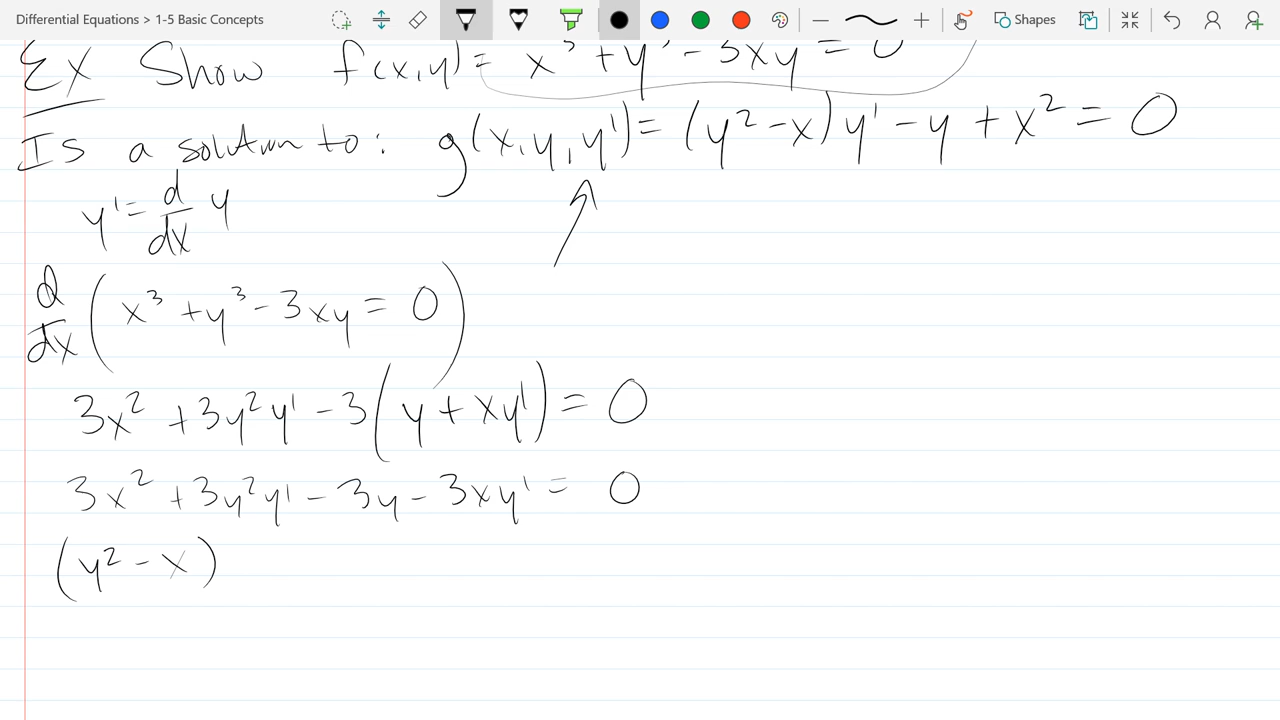 Differential Equations > 1-5 Basic Concepts
Shapes
EX Show f(x,y) = x³ + y³ - 3xy = 0
Is a solution to: g(x,y,y') = (y² - x)y' - y + x² = 0
y' = d/dx y
d/dx (x³ + y³ - 3xy = 0)
3x² + 3y²y' - 3(y + xy') = 0
3x² + 3y²y' - 3y - 3xy' = 0
(y² - x)